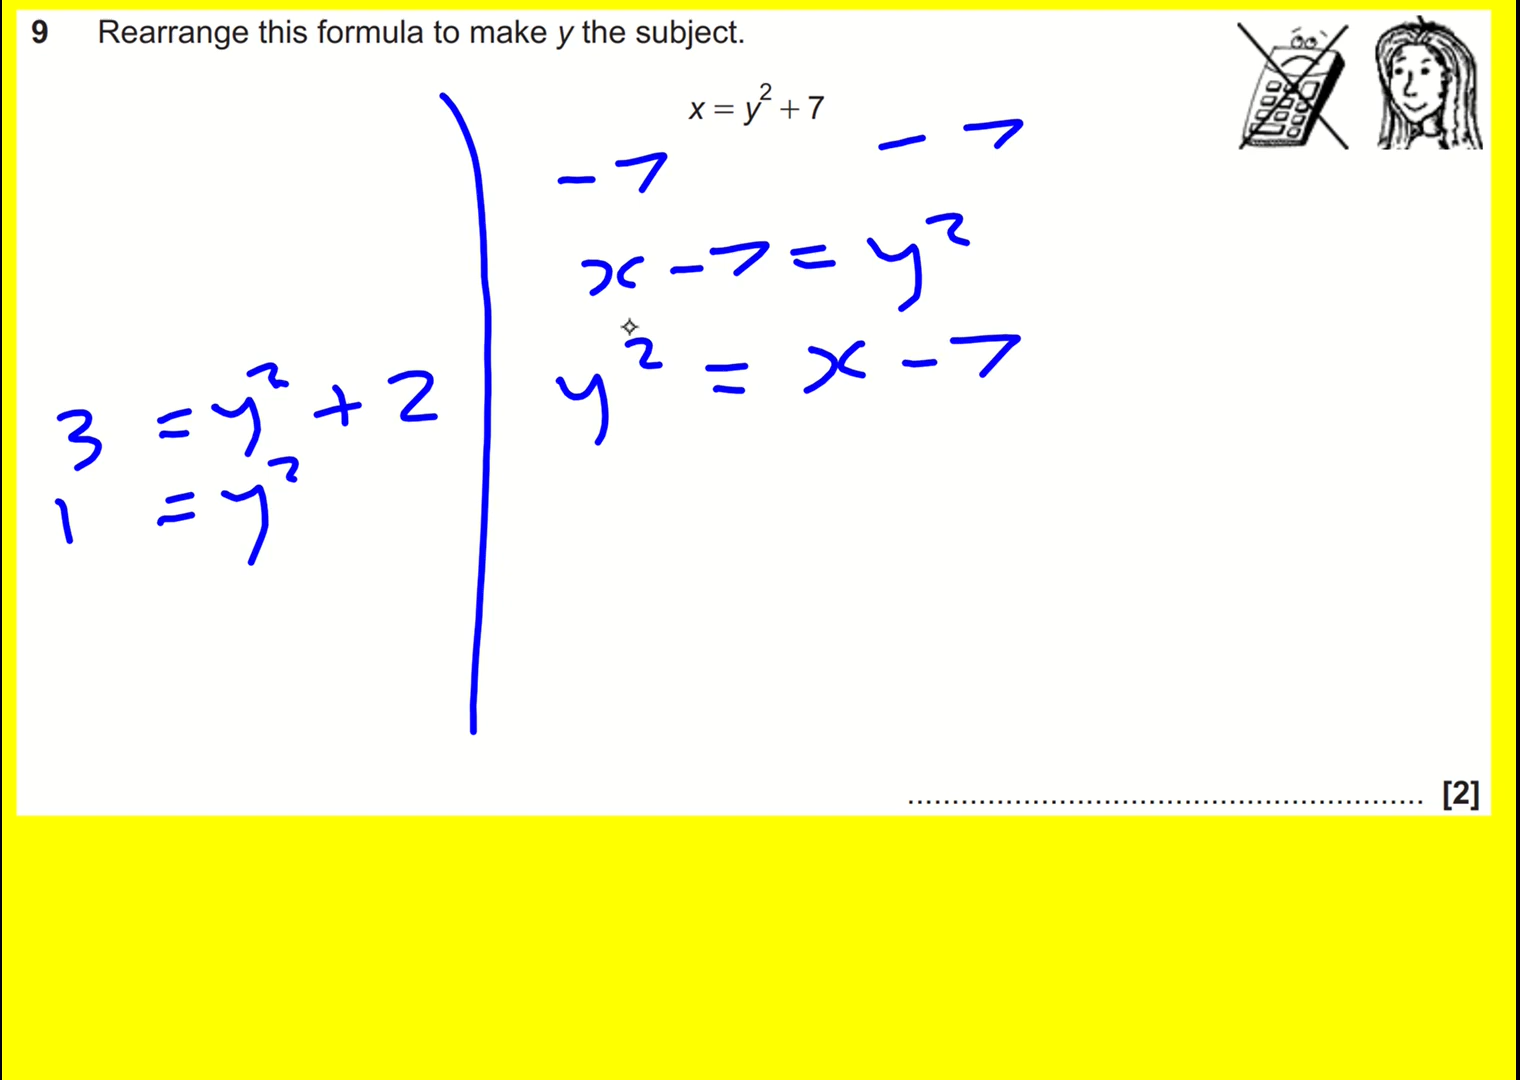 9 Rearrange this formula to make y the subject.
x = y² + 7
− 7 − 7
x − 7 = y²
y² = x − 7
3 = y² + 2
1 = y²
[2]